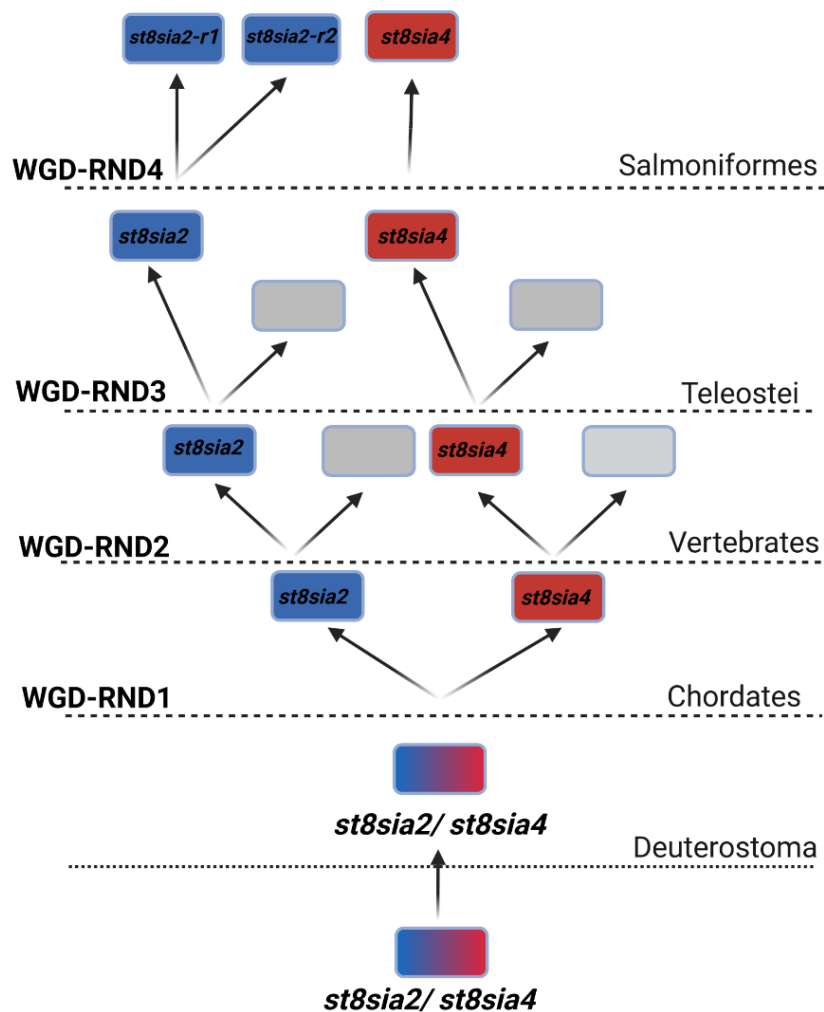 st8sia2-r1 st8sia2-r2 st8sia4
WGD-RND4 Salmoniformes
st8sia2 st8sia4
WGD-RND3 Teleostei
st8sia2 st8sia4
WGD-RND2 Vertebrates
st8sia2 st8sia4
WGD-RND1 Chordates
st8sia2/ st8sia4
Deuterostoma
st8sia2/ st8sia4